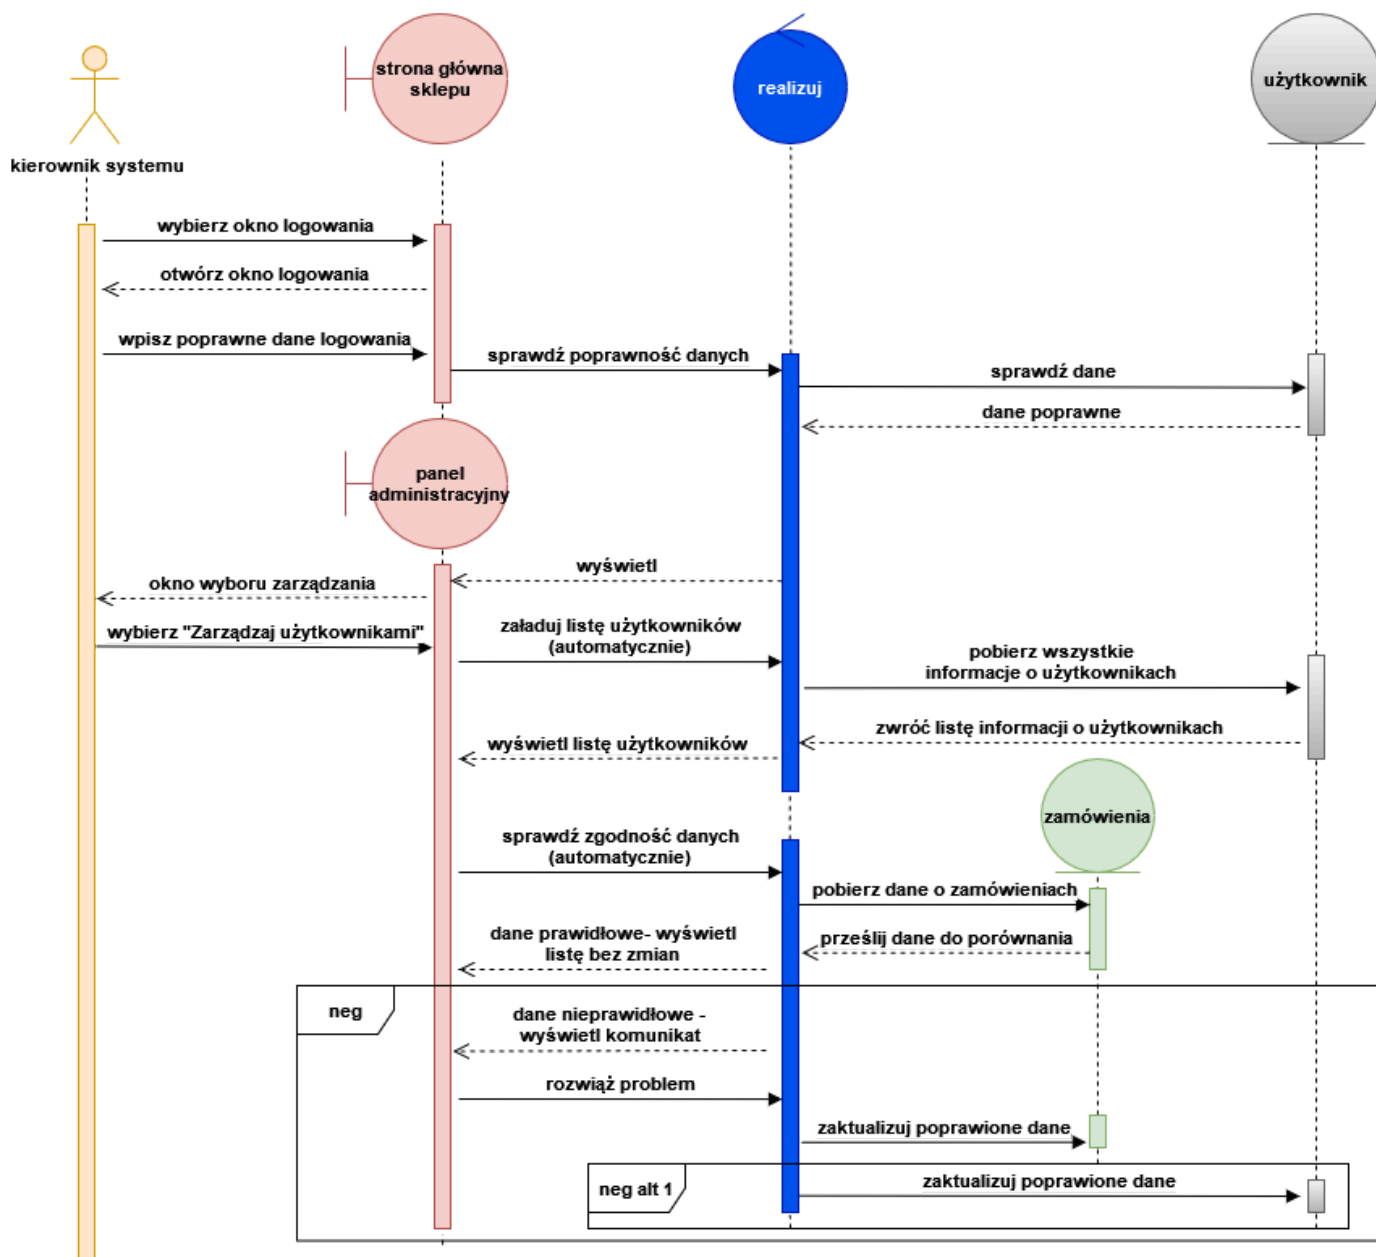 strona główna
sklepu
realizuj
użytkownik
kierownik systemu
wybierz okno logowania
otwórz okno logowania
wpisz poprawne dane logowania
sprawdź poprawność danych
sprawdź dane
dane poprawne
panel
administracyjny
wyświetl
okno wyboru zarządzania
wybierz "Zarządzaj użytkownikami"
załaduj listę użytkowników
(automatycznie)
pobierz wszystkie
informacje o użytkownikach
zwróć listę informacji o użytkownikach
wyświetl listę użytkowników
zamówienia
sprawdź zgodność danych
(automatycznie)
pobierz dane o zamówieniach
prześlij dane do porównania
dane prawidłowe- wyświetl
listę bez zmian
neg
dane nieprawidłowe -
wyświetl komunikat
rozwiąż problem
zaktualizuj poprawione dane
neg alt 1
zaktualizuj poprawione dane